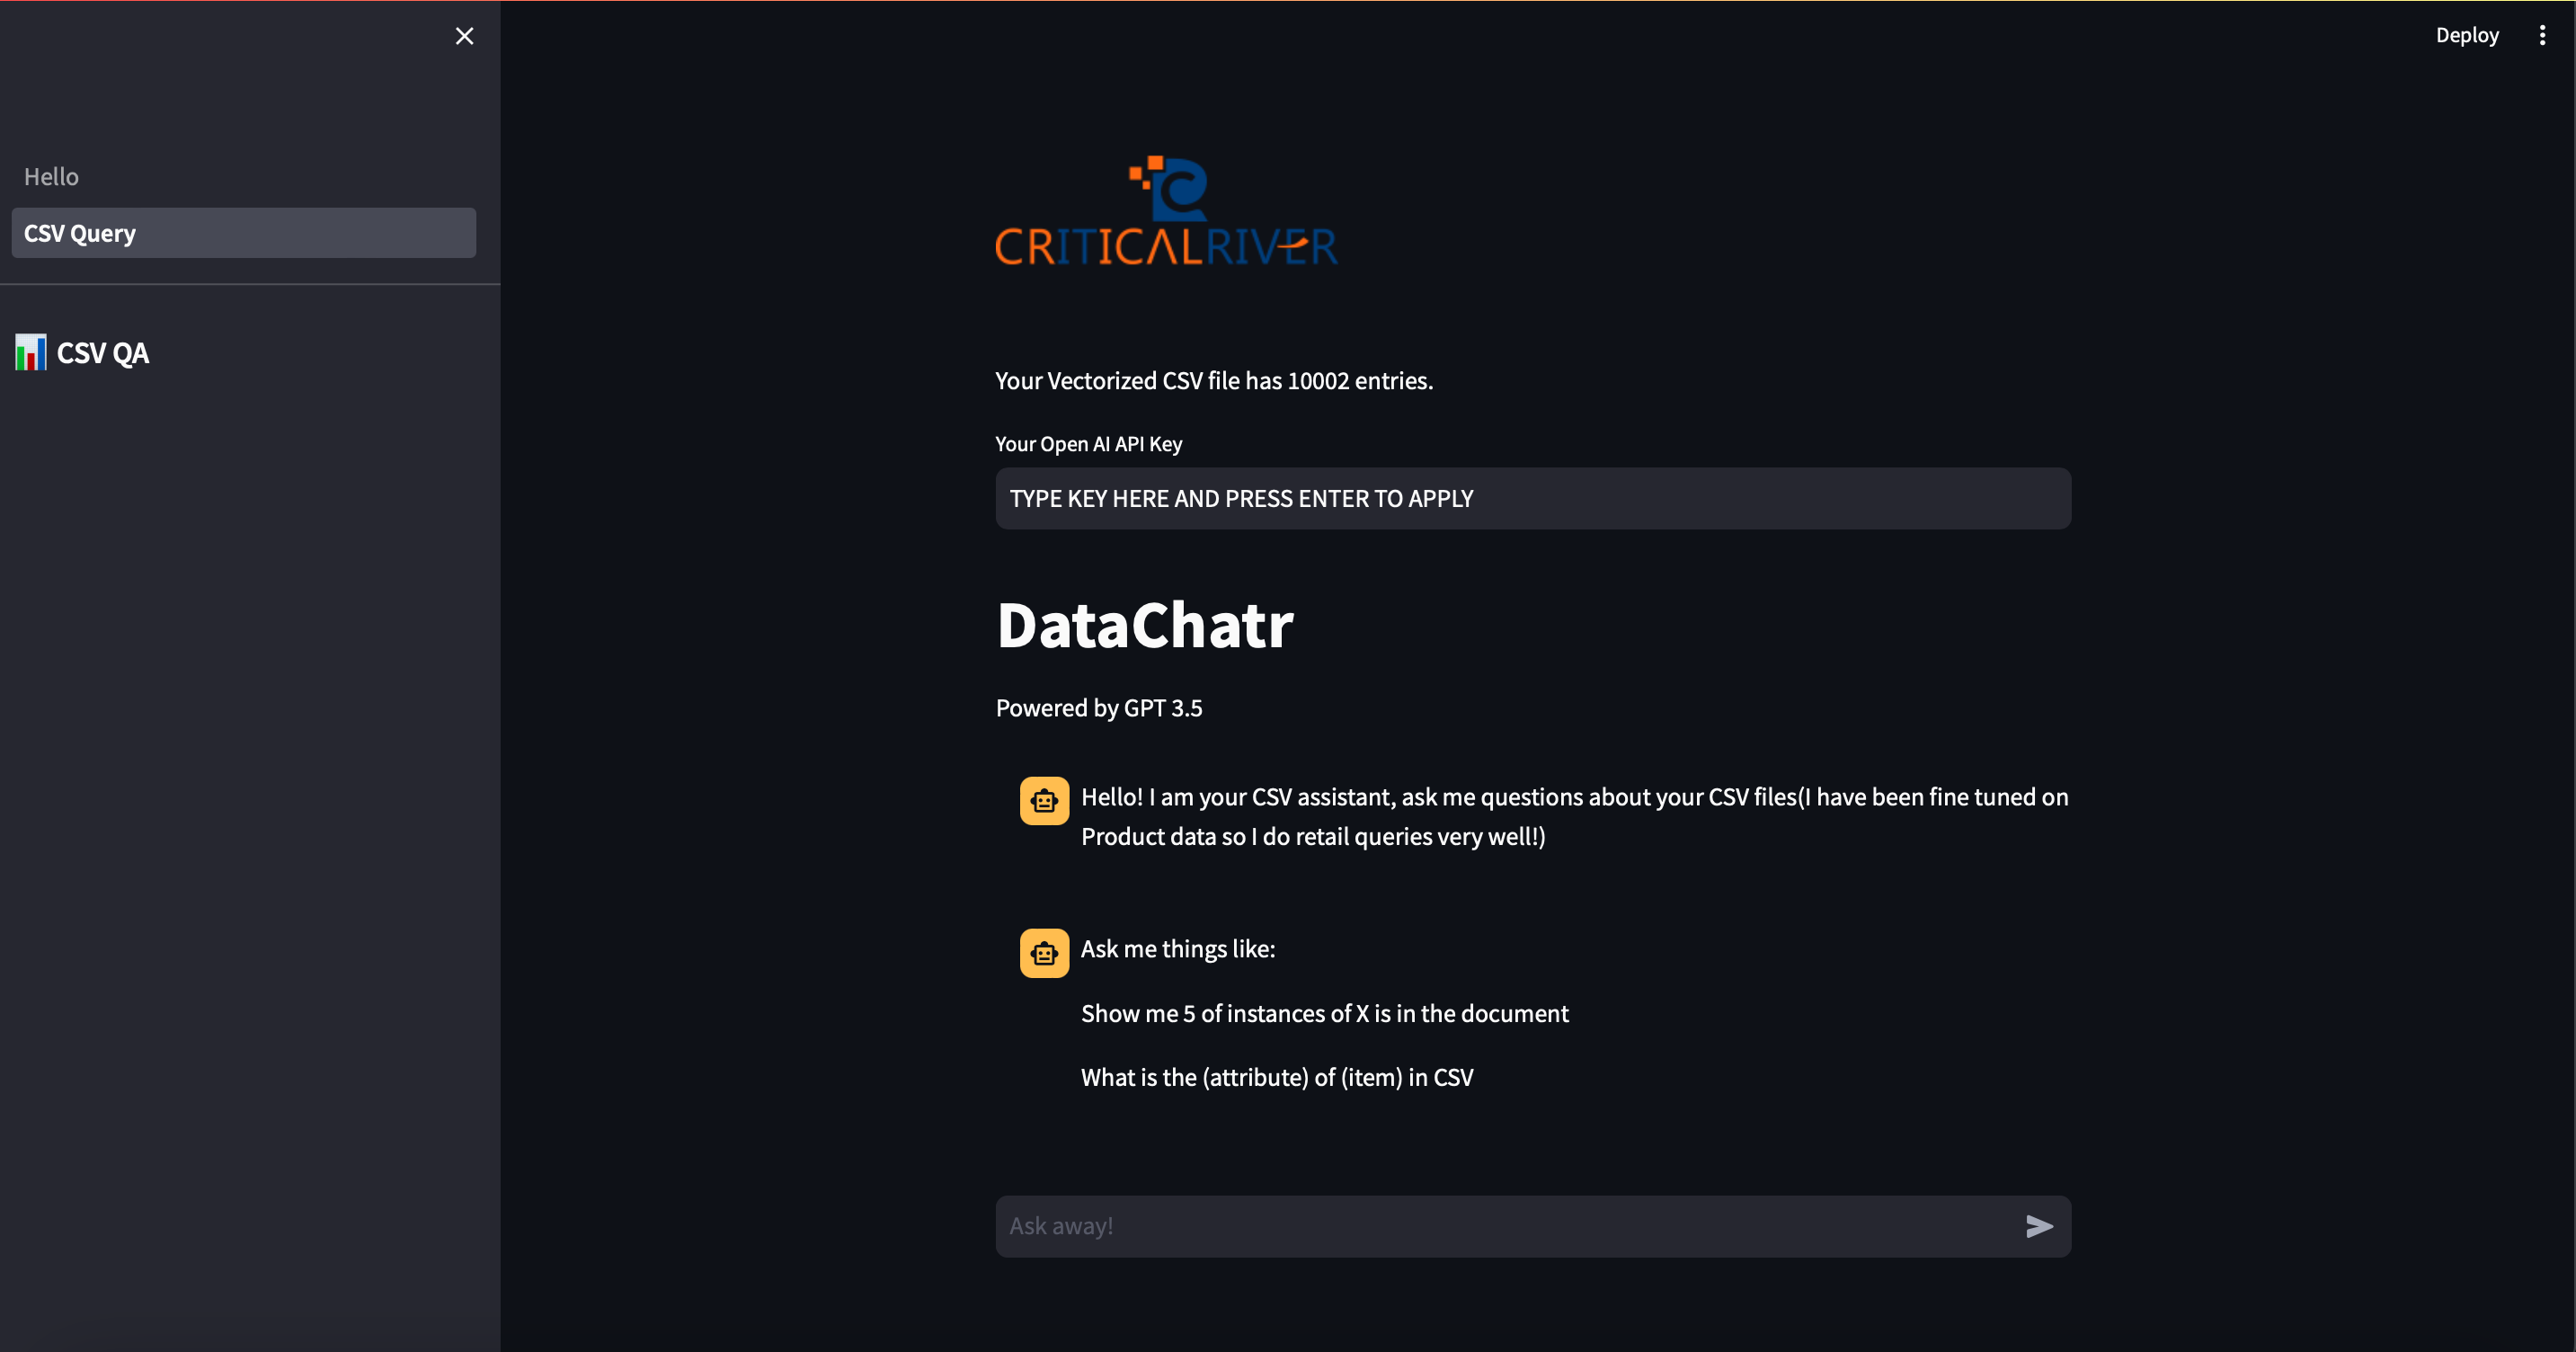 Deploy
Hello
CSV Query
CSV QA
CRITICALRIVER
Your Vectorized CSV file has 10002 entries.
Your Open AI API Key
TYPE KEY HERE AND PRESS ENTER TO APPLY
DataChatr
Powered by GPT 3.5
Hello! I am your CSV assistant, ask me questions about your CSV files(I have been fine tuned on
Product data so I do retail queries very well!)
Ask me things like:
Show me 5 of instances of X is in the document
What is the (attribute) of (item) in CSV
Ask away!